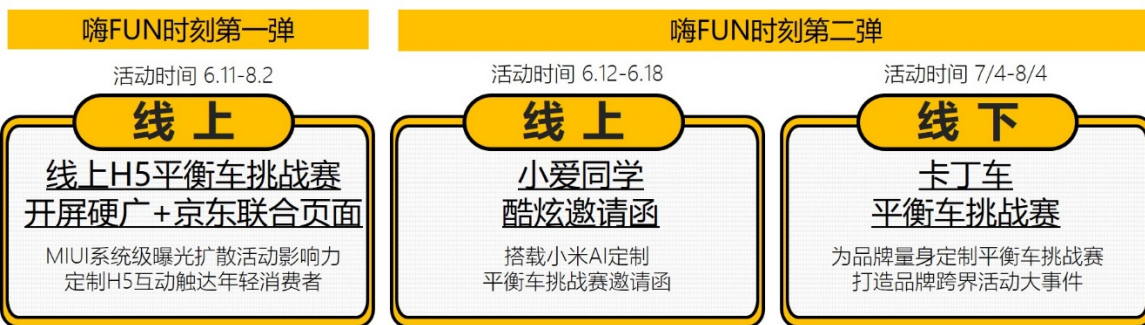 嗨FUN时刻第一弹
活动时间 6.11-8.2
线上
线上H5平衡车挑战赛
开屏硬广+京东联合页面
MIUI系统级曝光扩散活动影响力
定制H5互动触达年轻消费者
嗨FUN时刻第二弹
活动时间 6.12-6.18
线上
小爱同学
酷炫邀请函
搭载小米AI定制
平衡车挑战赛邀请函
活动时间 7/4-8/4
线下
卡丁车
平衡车挑战赛
为品牌量身定制平衡车挑战赛
打造品牌跨界活动大事件